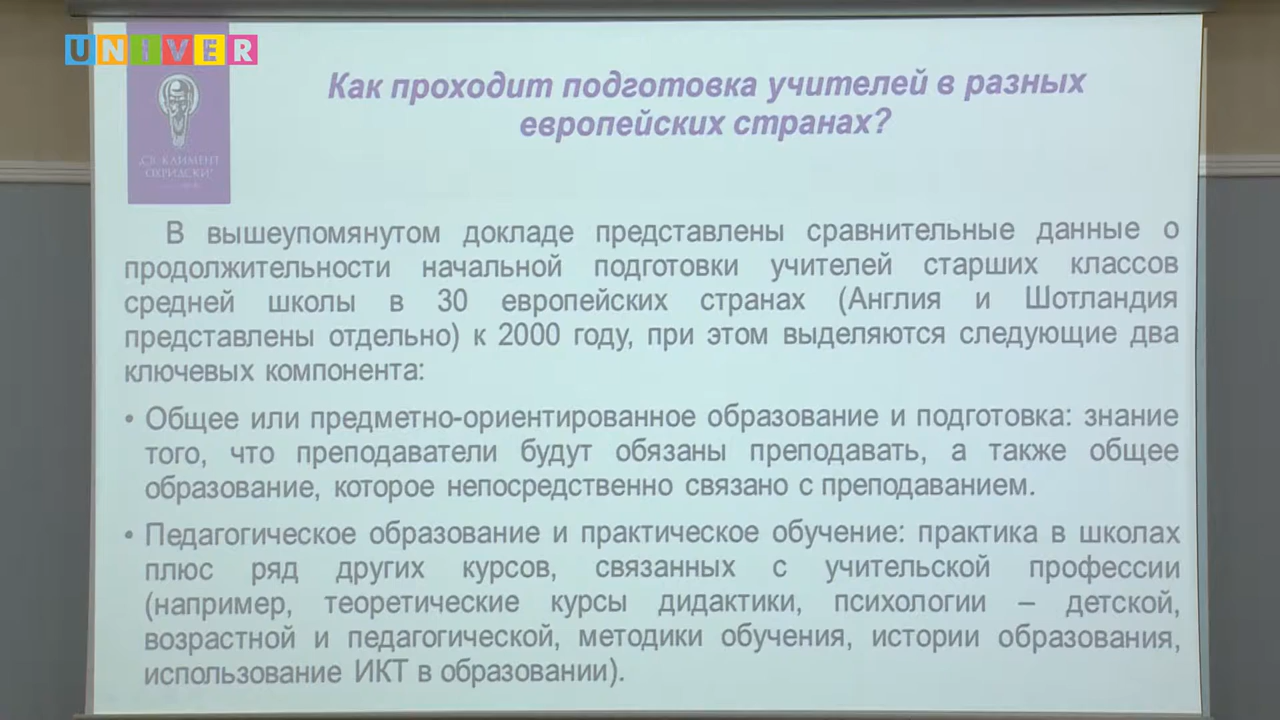 UNIVER
Как проходит подготовка учителей в разных
европейских странах?
„СВ. КЛИМЕНТ
ОХРИДСКИ“
В вышеупомянутом докладе представлены сравнительные данные о
продолжительности начальной подготовки учителей старших классов
средней школы в 30 европейских странах (Англия и Шотландия
представлены отдельно) к 2000 году, при этом выделяются следующие два
ключевых компонента:
• Общее или предметно-ориентированное образование и подготовка: знание
того, что преподаватели будут обязаны преподавать, а также общее
образование, которое непосредственно связано с преподаванием.
• Педагогическое образование и практическое обучение: практика в школах
плюс ряд других курсов, связанных с учительской профессии
(например, теоретические курсы дидактики, психологии – детской,
возрастной и педагогической, методики обучения, истории образования,
использование ИКТ в образовании).